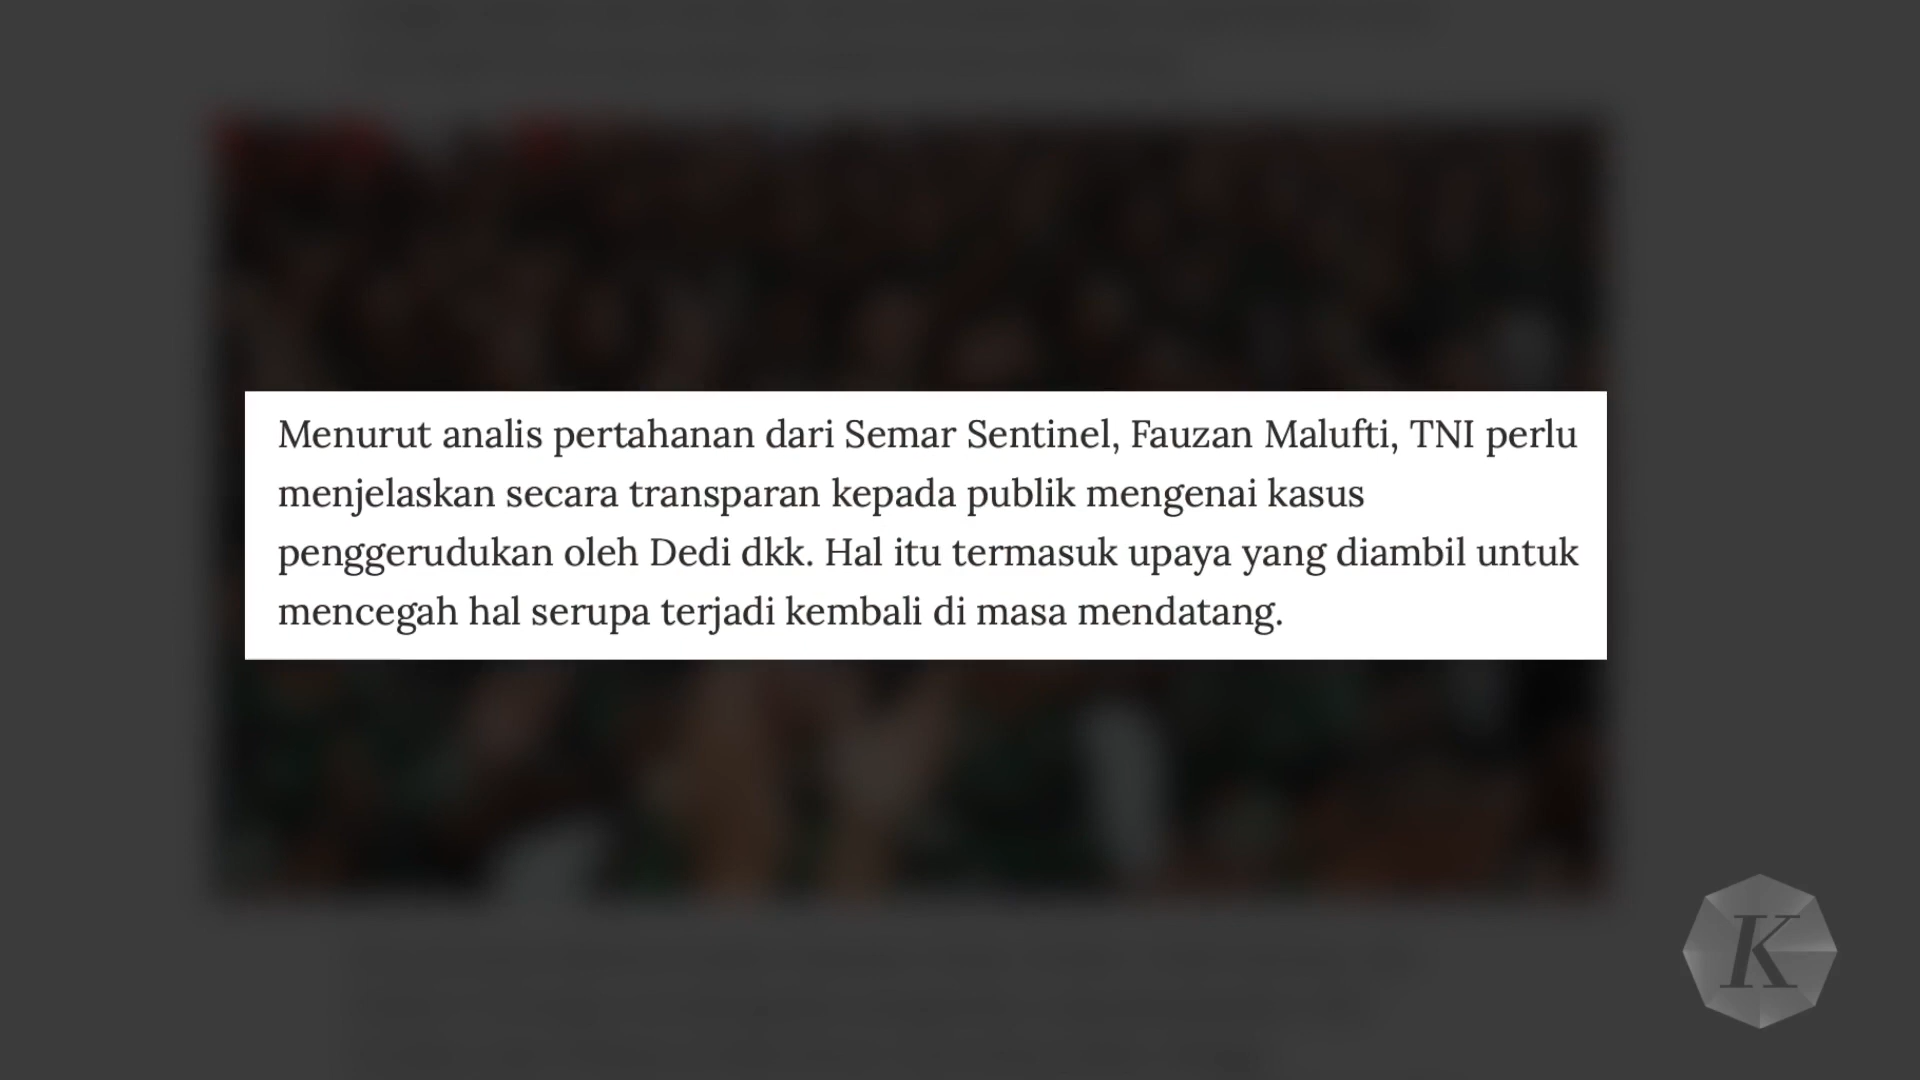 Menurut analis pertahanan dari Semar Sentinel, Fauzan Malufti, TNI perlu
menjelaskan secara transparan kepada publik mengenai kasus
penggerudukan oleh Dedi dkk. Hal itu termasuk upaya yang diambil untuk
mencegah hal serupa terjadi kembali di masa mendatang.
K